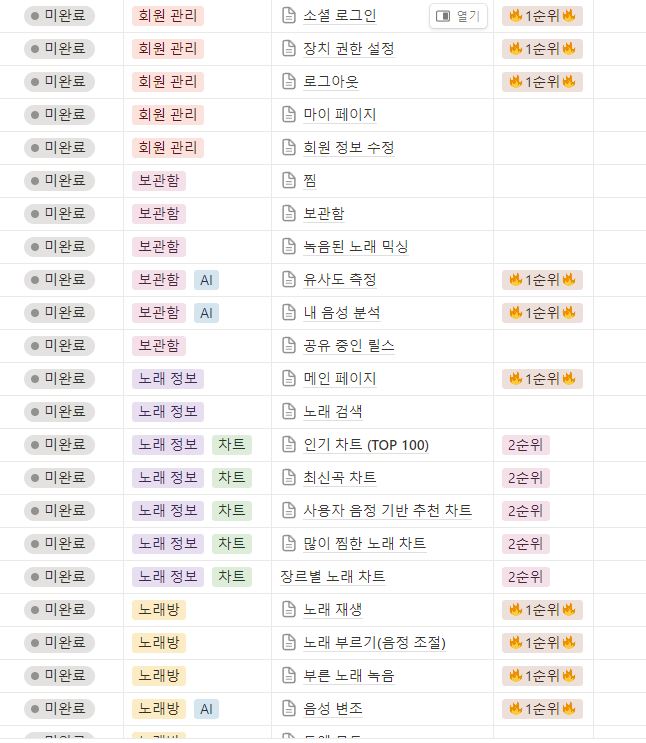 미완료 회원 관리 소셜 로그인 열기 🔥1순위🔥
미완료 회원 관리 장치 권한 설정 🔥1순위🔥
미완료 회원 관리 로그아웃 🔥1순위🔥
미완료 회원 관리 마이 페이지
미완료 회원 관리 회원 정보 수정
미완료 보관함 찜
미완료 보관함 보관함
미완료 보관함 녹음된 노래 믹싱
미완료 보관함 AI 유사도 측정 🔥1순위🔥
미완료 보관함 AI 내 음성 분석 🔥1순위🔥
미완료 보관함 공유 중인 릴스
미완료 노래 정보 메인 페이지 🔥1순위🔥
미완료 노래 정보 노래 검색
미완료 노래 정보 차트 인기 차트 (TOP 100) 2순위
미완료 노래 정보 차트 최신곡 차트 2순위
미완료 노래 정보 차트 사용자 음정 기반 추천 차트 2순위
미완료 노래 정보 차트 많이 찜한 노래 차트 2순위
미완료 노래 정보 차트 장르별 노래 차트 2순위
미완료 노래방 노래 재생 🔥1순위🔥
미완료 노래방 노래 부르기(음정 조절) 🔥1순위🔥
미완료 노래방 부른 노래 녹음 🔥1순위🔥
미완료 노래방 AI 음성 변조 🔥1순위🔥